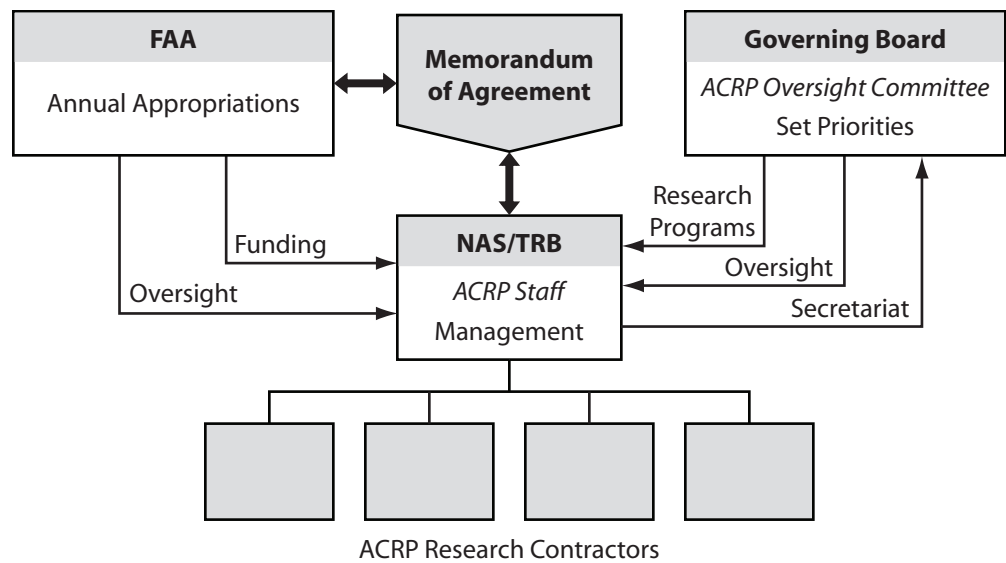 FAA
Annual Appropriations
Memorandum
of Agreement
Governing Board
ACRP Oversight Committee
Set Priorities
Funding
Oversight
Research
Programs
Oversight
Secretariat
NAS/TRB
ACRP Staff
Management
ACRP Research Contractors